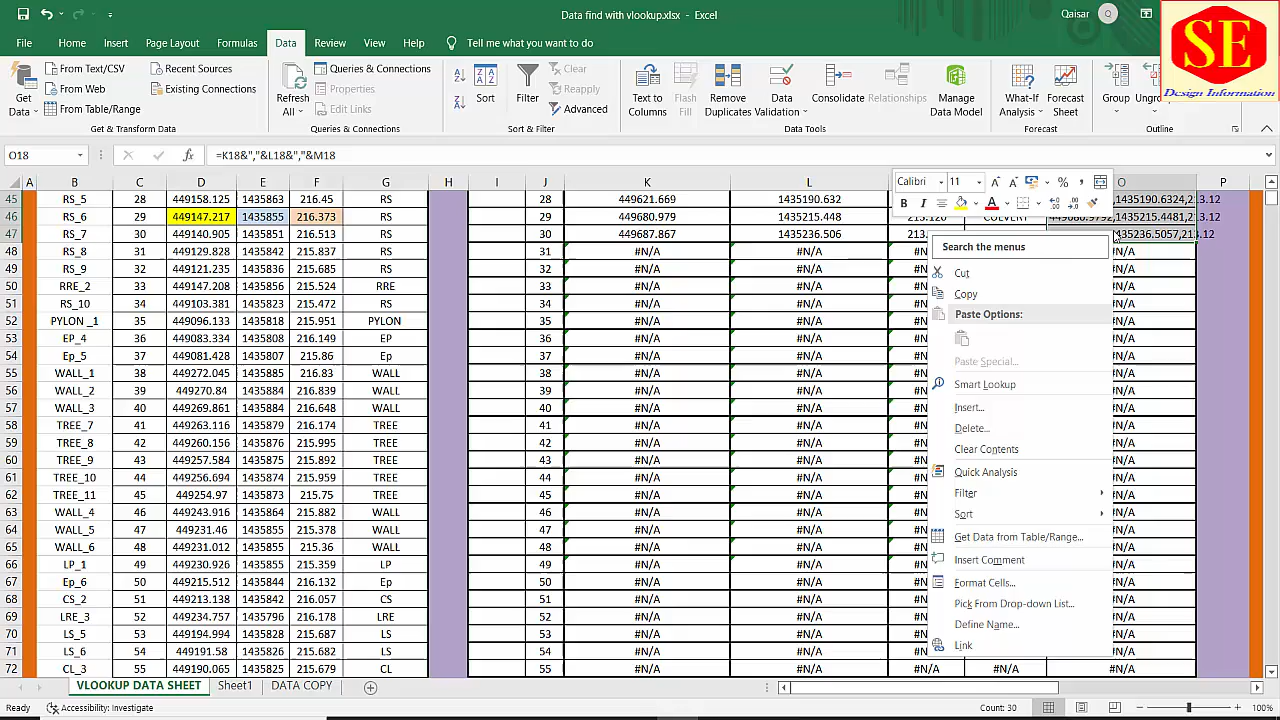 Data find with vlookup.xlsx - Excel
Qaisar Q
SE
Design Information
File Home Insert Page Layout Formulas Data Review View Help Tell me what you want to do
Get Data
From Text/CSV
From Web
From Table/Range
Recent Sources
Existing Connections
Refresh All
Queries & Connections
Properties
Edit Links
Sort
Filter
Clear
Reapply
Advanced
Text to Columns
Flash Fill
Remove Duplicates
Data Validation
Consolidate
Relationships
Manage Data Model
What-If Analysis
Forecast Sheet
Group
Get & Transform Data Queries & Connections Sort & Filter Data Tools Forecast Outline
O18 fx =K18&","&L18&","&M18
A B C D E F G H I J K L O P
45 RS_5 28 449158.125 1435863 216.45 RS 28 449621.669 1435190.632 ,1435190.6324,213.12
46 RS_6 29 449147.217 1435855 216.373 RS 29 449680.979 1435215.448 213.120 CULVERT 449680.9792,1435215.4481,213.12
47 RS_7 30 449140.905 1435851 216.513 RS 30 449687.867 1435236.506 213. 435236.5057,213.12
48 RS_8 31 449129.828 1435842 215.837 RS 31 #N/A #N/A #N #N/A
49 RS_9 32 449121.235 1435836 215.685 RS 32 #N/A #N/A #N #N/A
50 RRE_2 33 449147.208 1435856 215.524 RRE 33 #N/A #N/A #N #N/A
51 RS_10 34 449103.381 1435823 215.472 RS 34 #N/A #N/A #N #N/A
52 PYLON _1 35 449096.133 1435818 215.951 PYLON 35 #N/A #N/A #N #N/A
53 EP_4 36 449083.334 1435808 216.149 EP 36 #N/A #N/A #N #N/A
54 Ep_5 37 449081.428 1435807 215.86 Ep 37 #N/A #N/A #N #N/A
55 WALL_1 38 449272.045 1435885 216.83 WALL 38 #N/A #N/A #N #N/A
56 WALL_2 39 449270.84 1435884 216.839 WALL 39 #N/A #N/A #N #N/A
57 WALL_3 40 449269.861 1435884 216.648 WALL 40 #N/A #N/A #N #N/A
58 TREE_7 41 449263.116 1435879 216.174 TREE 41 #N/A #N/A #N #N/A
59 TREE_8 42 449260.156 1435877 215.995 TREE 42 #N/A #N/A #N #N/A
60 TREE_9 43 449257.584 1435875 215.892 TREE 43 #N/A #N/A #N #N/A
61 TREE_10 44 449256.694 1435874 215.959 TREE 44 #N/A #N/A #N #N/A
62 TREE_11 45 449254.97 1435873 215.75 TREE 45 #N/A #N/A #N #N/A
63 WALL_4 46 449243.916 1435864 215.882 WALL 46 #N/A #N/A #N #N/A
64 WALL_5 47 449231.46 1435855 215.378 WALL 47 #N/A #N/A #N #N/A
65 WALL_6 48 449231.012 1435855 215.36 WALL 48 #N/A #N/A #N #N/A
66 LP_1 49 449230.926 1435855 215.359 LP 49 #N/A #N/A #N #N/A
67 Ep_6 50 449215.512 1435844 216.132 Ep 50 #N/A #N/A #N #N/A
68 CS_2 51 449213.138 1435842 216.057 CS 51 #N/A #N/A #N #N/A
69 LRE_3 52 449234.757 1435796 216.178 LRE 52 #N/A #N/A #N #N/A
70 LS_5 53 449194.994 1435828 215.687 LS 53 #N/A #N/A #N #N/A
71 LS_6 54 449191.58 1435826 215.682 LS 54 #N/A #N/A #N #N/A
72 CL_3 55 449190.065 1435825 215.679 CL 55 #N/A #N/A #N/A #N/A #N/A
Calibri 11
B I A
Search the menus
Cut
Copy
Paste Options:
Paste Special...
Smart Lookup
Insert...
Delete...
Clear Contents
Quick Analysis
Filter
Sort
Get Data from Table/Range...
Insert Comment
Format Cells...
Pick From Drop-down List...
Define Name...
Link
VLOOKUP DATA SHEET Sheet1 DATA COPY
Ready Accessibility: Investigate Count: 30 100%